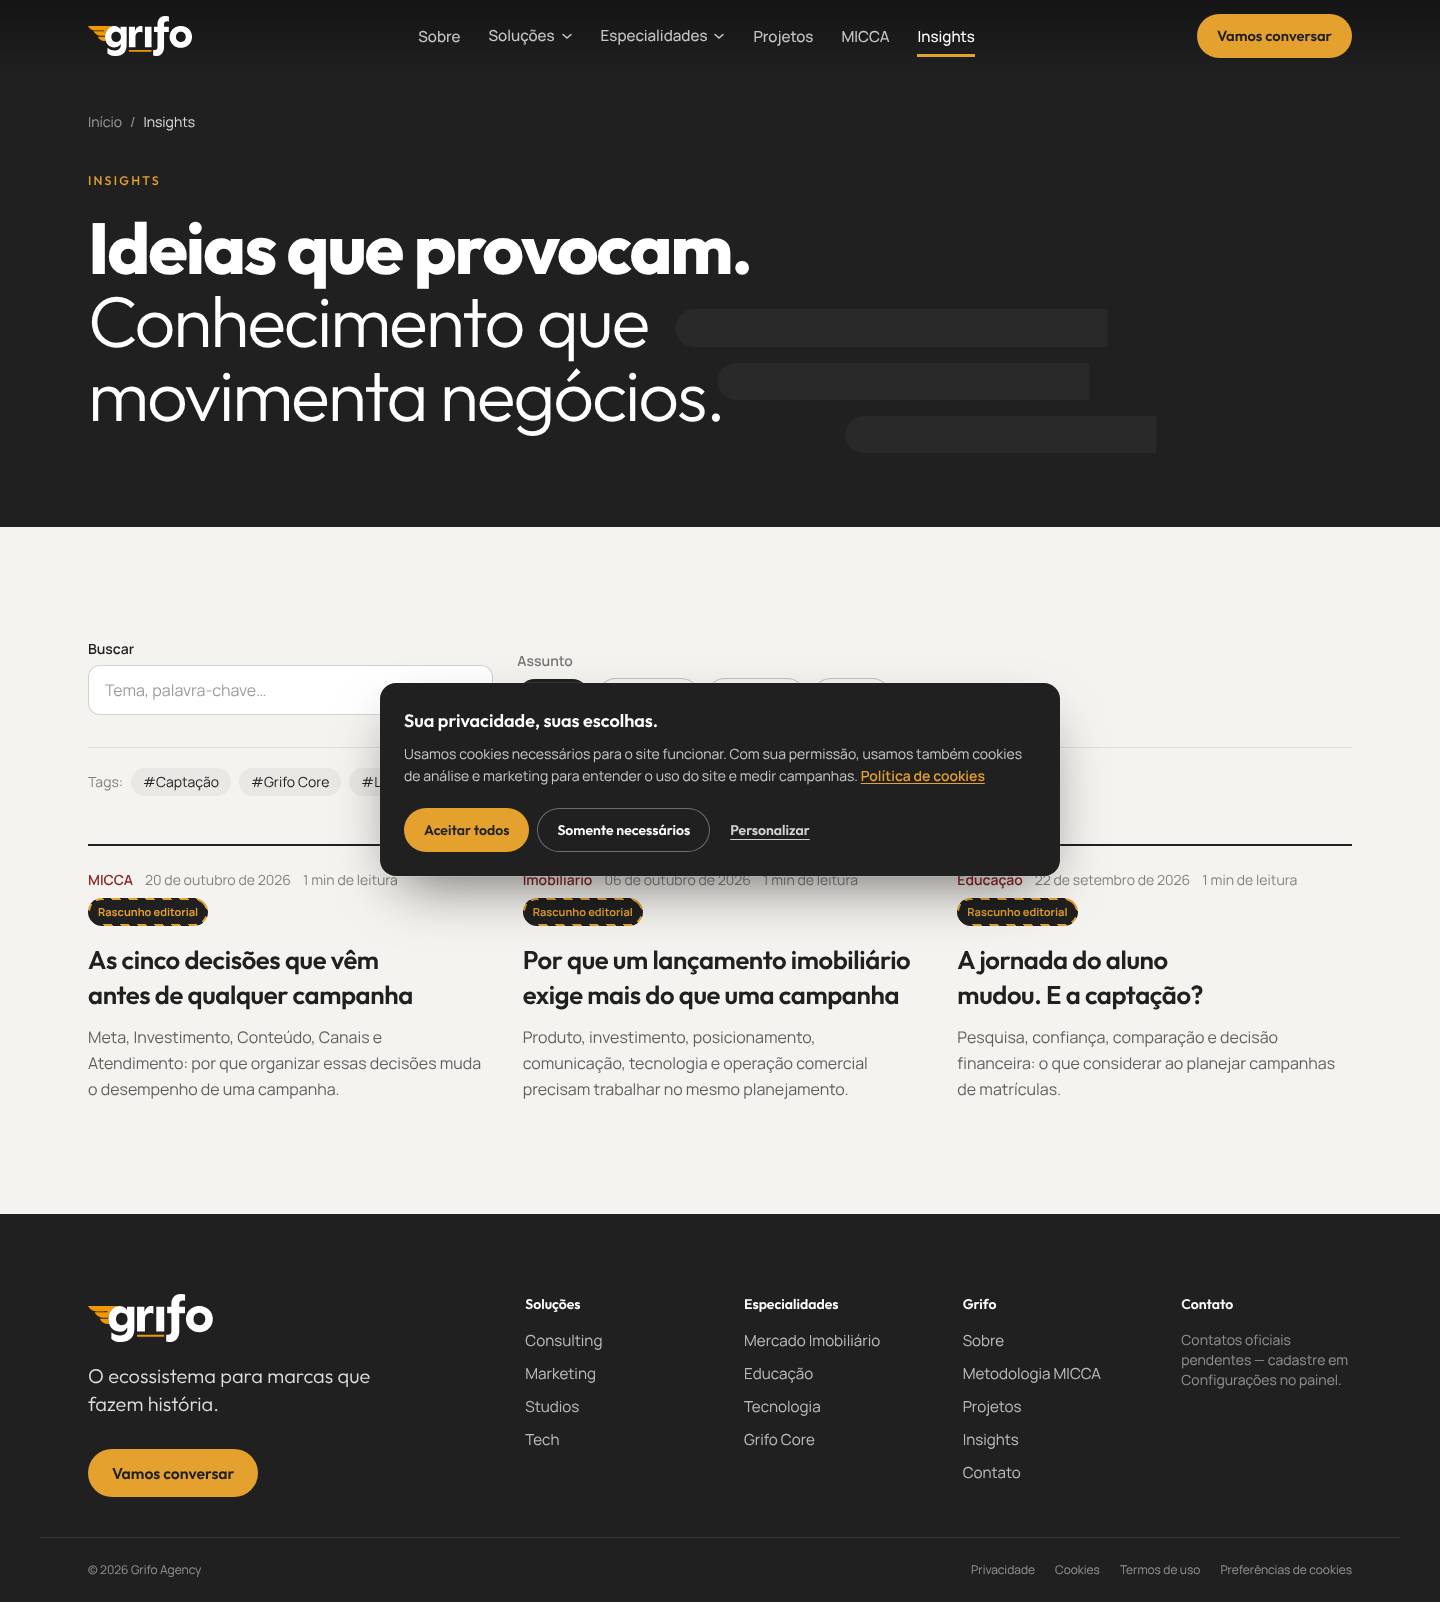 grifo
Sobre
Soluções
Especialidades
Projetos
MICCA
Insights
Vamos conversar
Início / Insights
INSIGHTS
Ideias que provocam.
Conhecimento que
movimenta negócios.
Buscar
Tema, palavra-chave...
Assunto
Tags:
#Captação
#Grifo Core
Sua privacidade, suas escolhas.
Usamos cookies necessários para o site funcionar. Com sua permissão, usamos também cookies
de análise e marketing para entender o uso do site e medir campanhas. Política de cookies
Aceitar todos
Somente necessários
Personalizar
MICCA 20 de outubro de 2026 1 min de leitura
Rascunho editorial
As cinco decisões que vêm
antes de qualquer campanha
Meta, Investimento, Conteúdo, Canais e
Atendimento: por que organizar essas decisões muda
o desempenho de uma campanha.
Imobiliário 06 de outubro de 2026 1 min de leitura
Rascunho editorial
Por que um lançamento imobiliário
exige mais do que uma campanha
Produto, investimento, posicionamento,
comunicação, tecnologia e operação comercial
precisam trabalhar no mesmo planejamento.
Educação 22 de setembro de 2026 1 min de leitura
Rascunho editorial
A jornada do aluno
mudou. E a captação?
Pesquisa, confiança, comparação e decisão
financeira: o que considerar ao planejar campanhas
de matrículas.
grifo
O ecossistema para marcas que
fazem história.
Vamos conversar
Soluções
Consulting
Marketing
Studios
Tech
Especialidades
Mercado Imobiliário
Educação
Tecnologia
Grifo Core
Grifo
Sobre
Metodologia MICCA
Projetos
Insights
Contato
Contato
Contatos oficiais
pendentes — cadastre em
Configurações no painel.
© 2026 Grifo Agency
Privacidade
Cookies
Termos de uso
Preferências de cookies